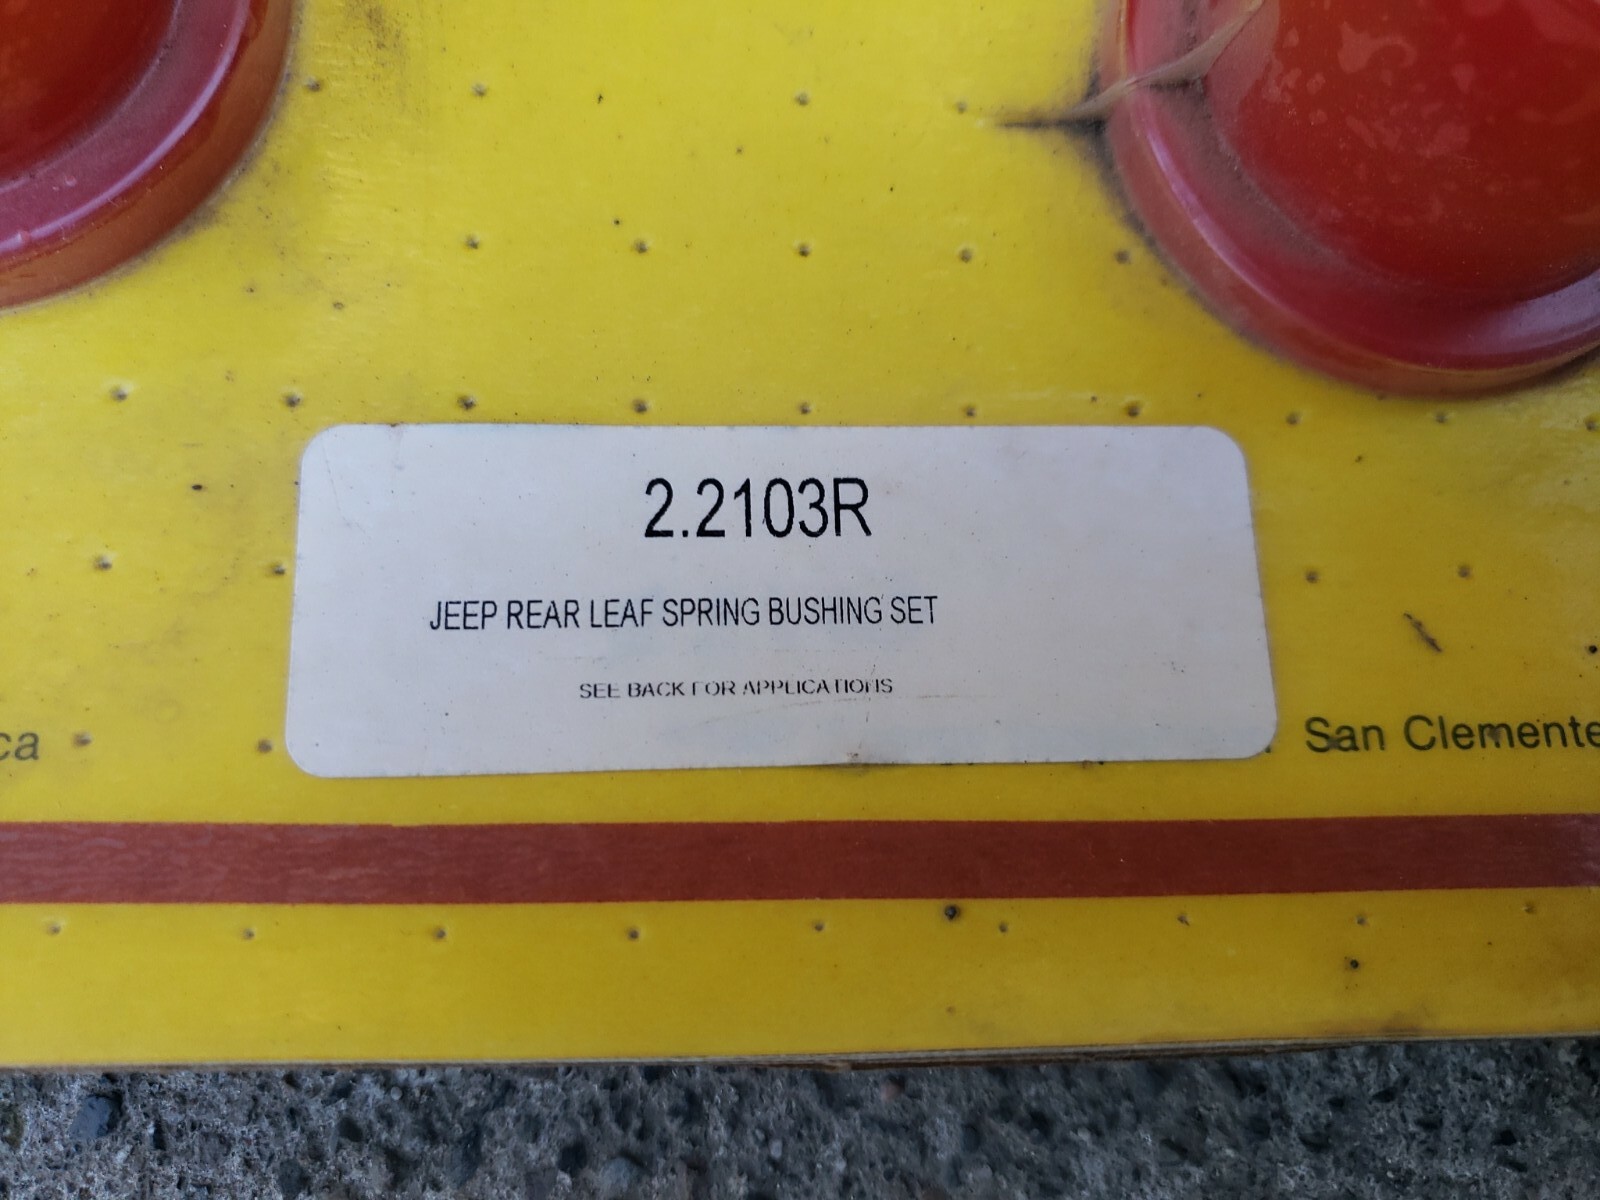 2.2103R
JEEP REAR LEAF SPRING BUSHING SET
SEE BACK FOR APPLICATIONS
ca San Clemente